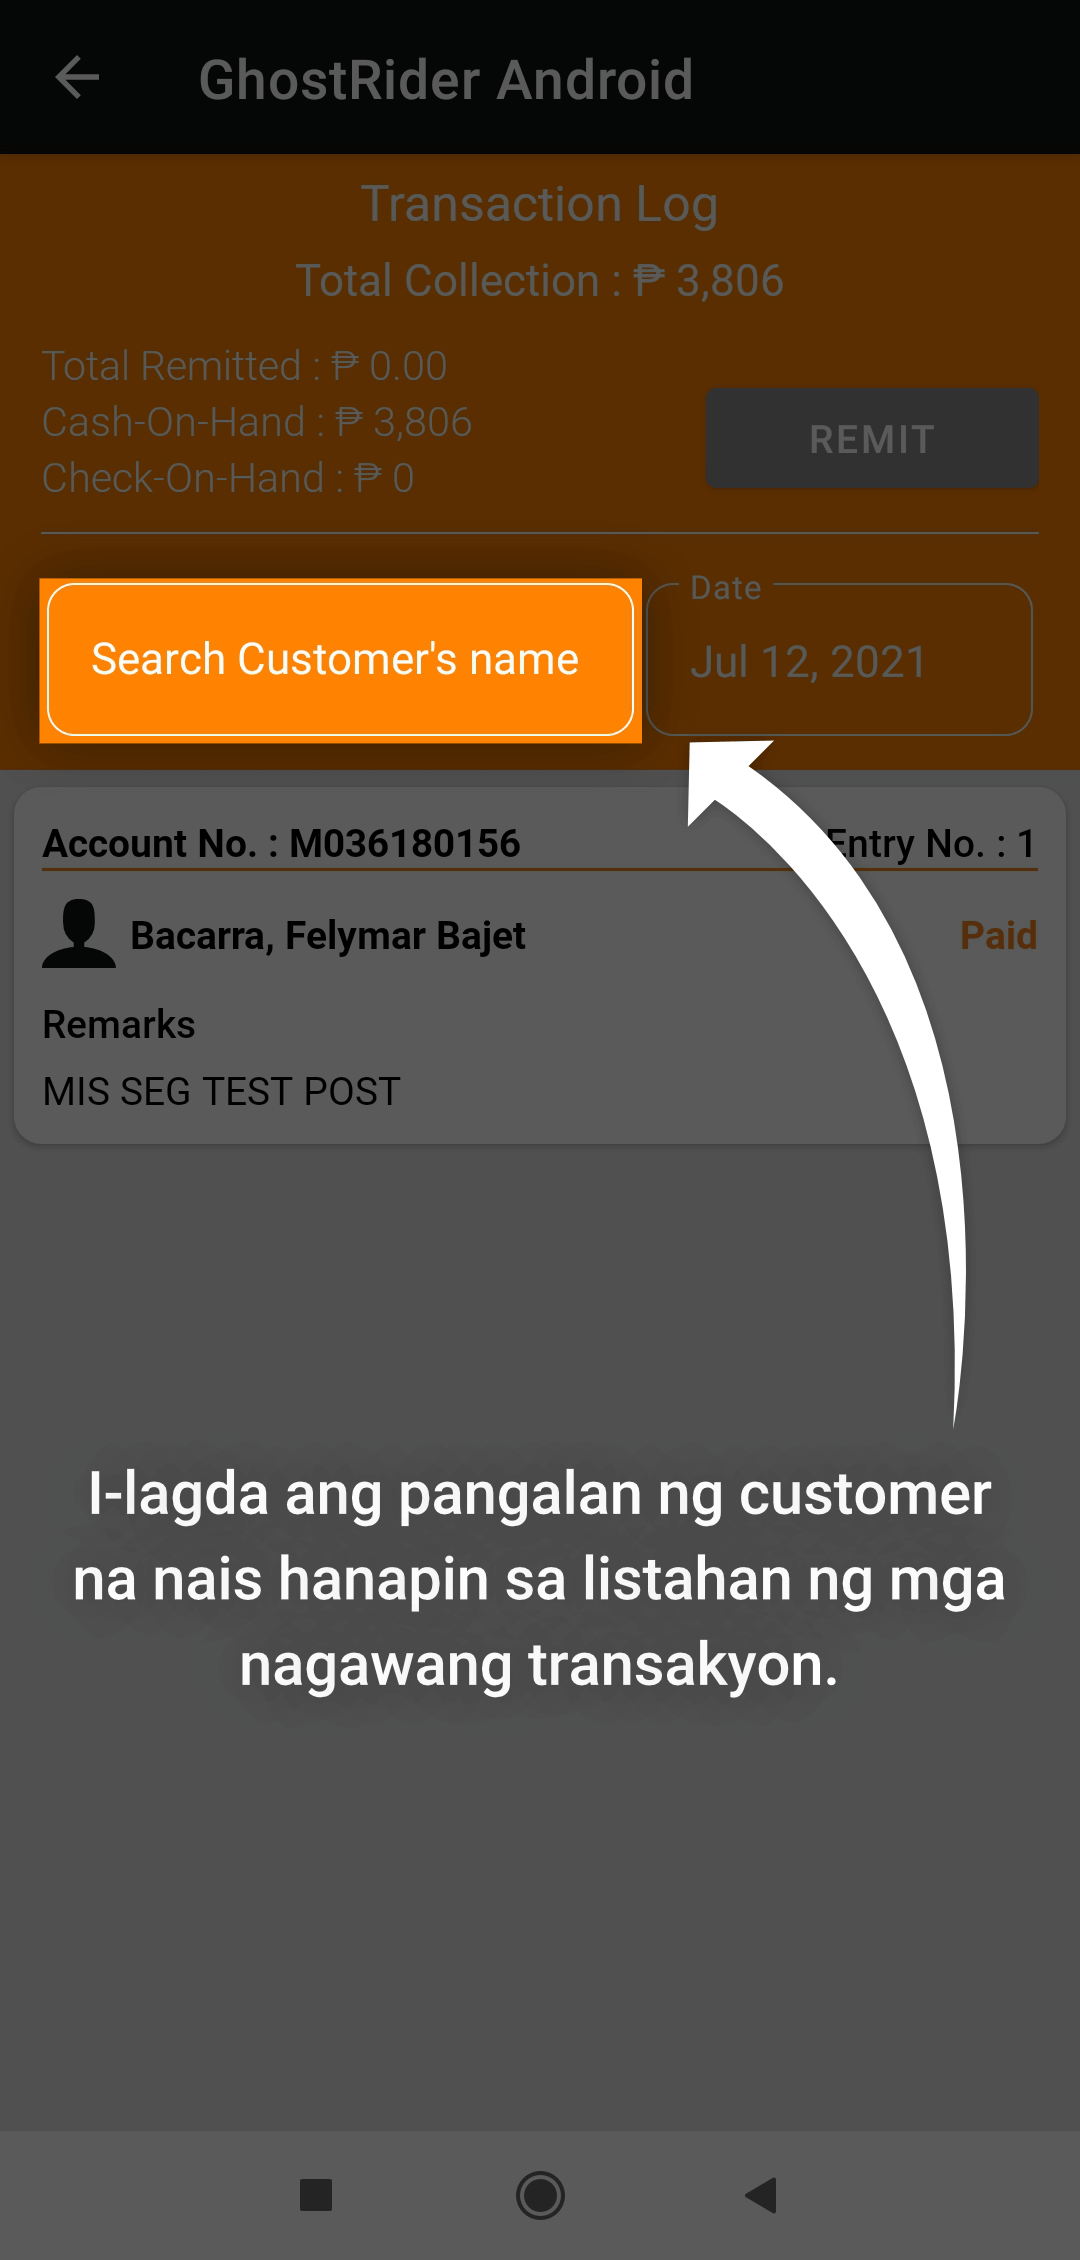 GhostRider Android
Transaction Log
Total Collection : ₱ 3,806
Total Remitted : ₱ 0.00
Cash-On-Hand : ₱ 3,806
Check-On-Hand : ₱ 0
REMIT
Search Customer's name
Date
Jul 12, 2021
Account No. : M036180156
Entry No. : 1
Bacarra, Felymar Bajet
Paid
Remarks
MIS SEG TEST POST
I-lagda ang pangalan ng customer
na nais hanapin sa listahan ng mga
nagawang transakyon.